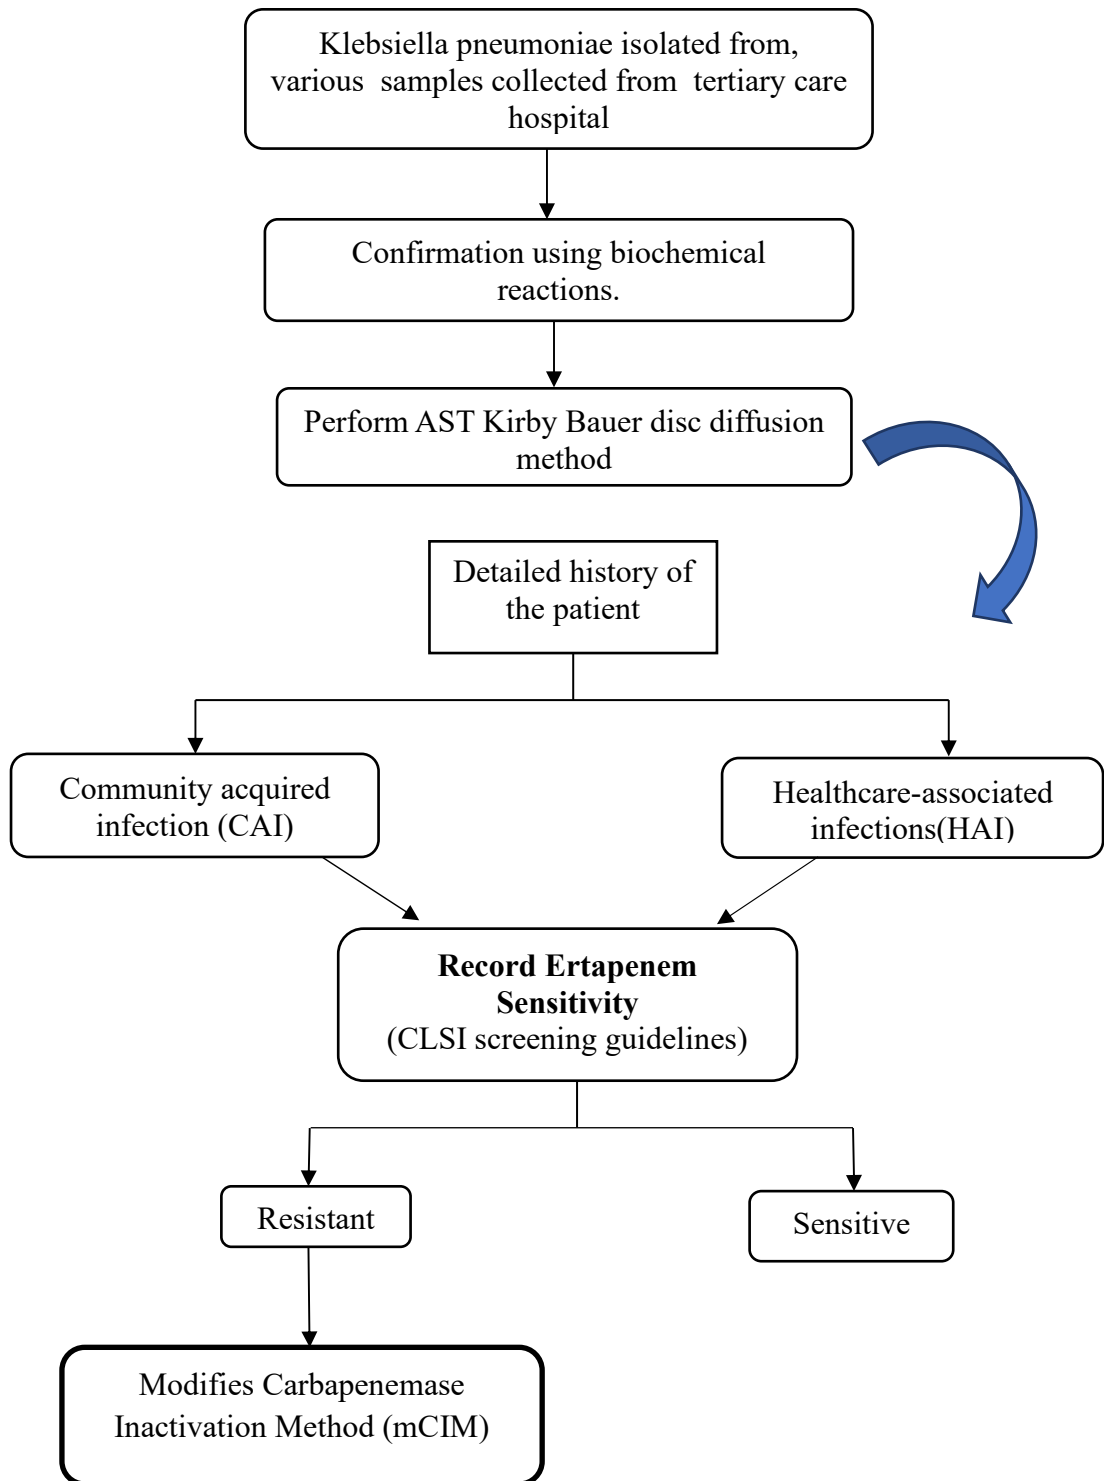 Klebsiella pneumoniae isolated from,
various samples collected from tertiary care
hospital
Confirmation using biochemical
reactions.
Perform AST Kirby Bauer disc diffusion
method
Detailed history of
the patient
Community acquired
infection (CAI)
Healthcare-associated
infections(HAI)
Record Ertapenem
Sensitivity
(CLSI screening guidelines)
Resistant
Sensitive
Modifies Carbapenemase
Inactivation Method (mCIM)